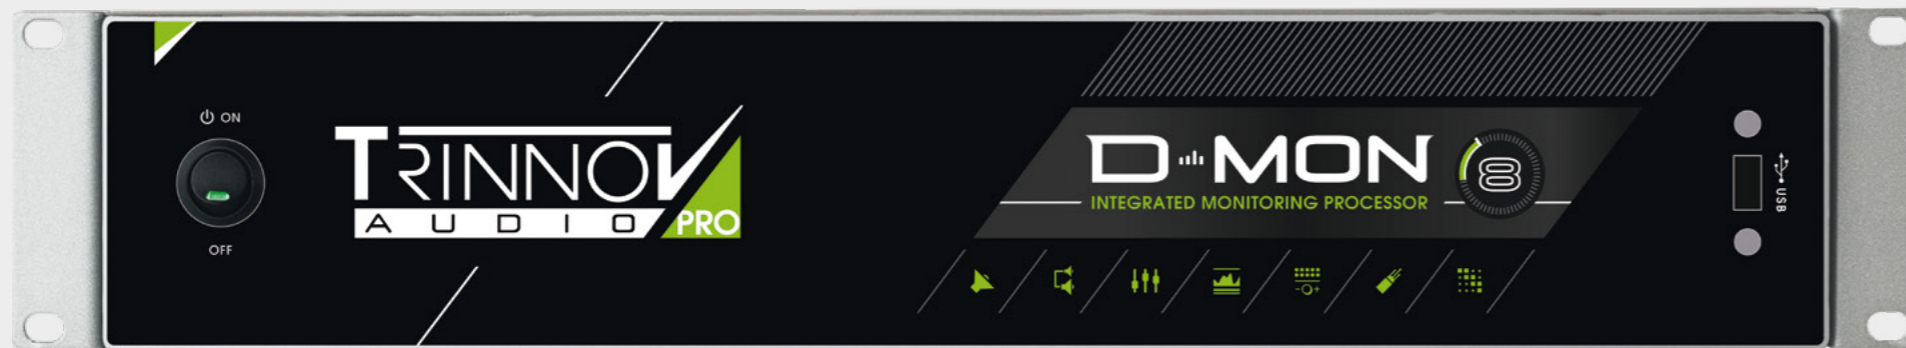 ON
OFF
TRINNOV
AUDIO PRO
D-MON 8
INTEGRATED MONITORING PROCESSOR
USB